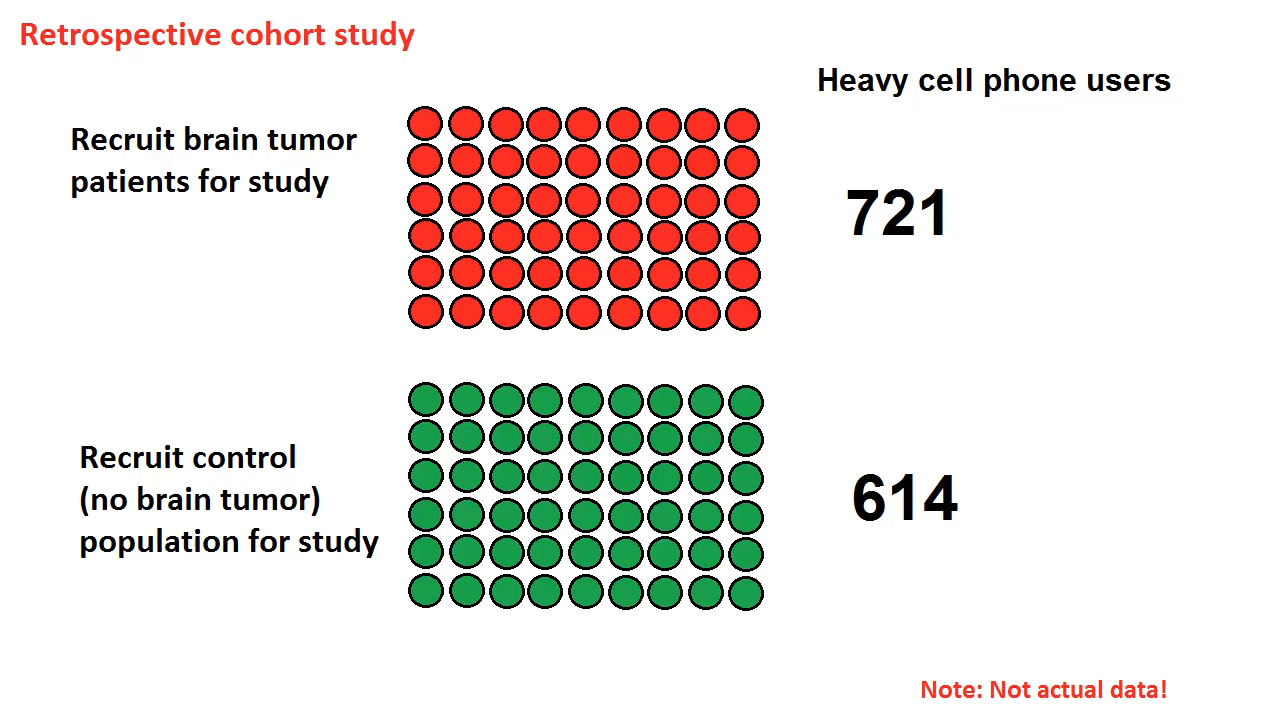 Retrospective cohort study
Heavy cell phone users
Recruit brain tumor
patients for study
721
Recruit control
(no brain tumor)
population for study
614
Note: Not actual data!